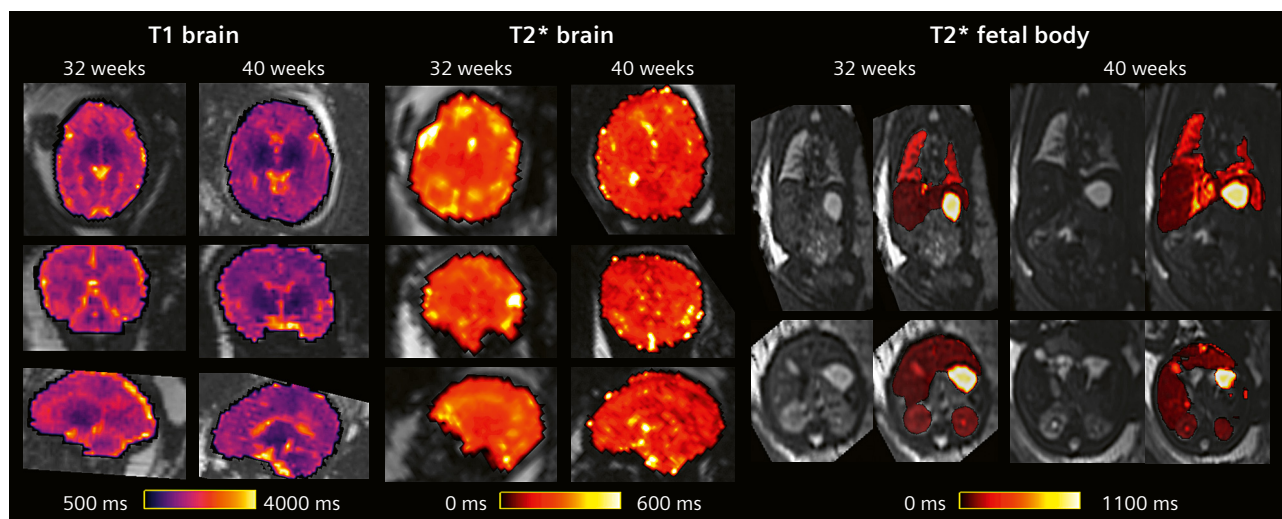 T1 brain
32 weeks 40 weeks
500 ms 4000 ms
T2* brain
32 weeks 40 weeks
0 ms 600 ms
T2* fetal body
32 weeks 40 weeks
0 ms 1100 ms